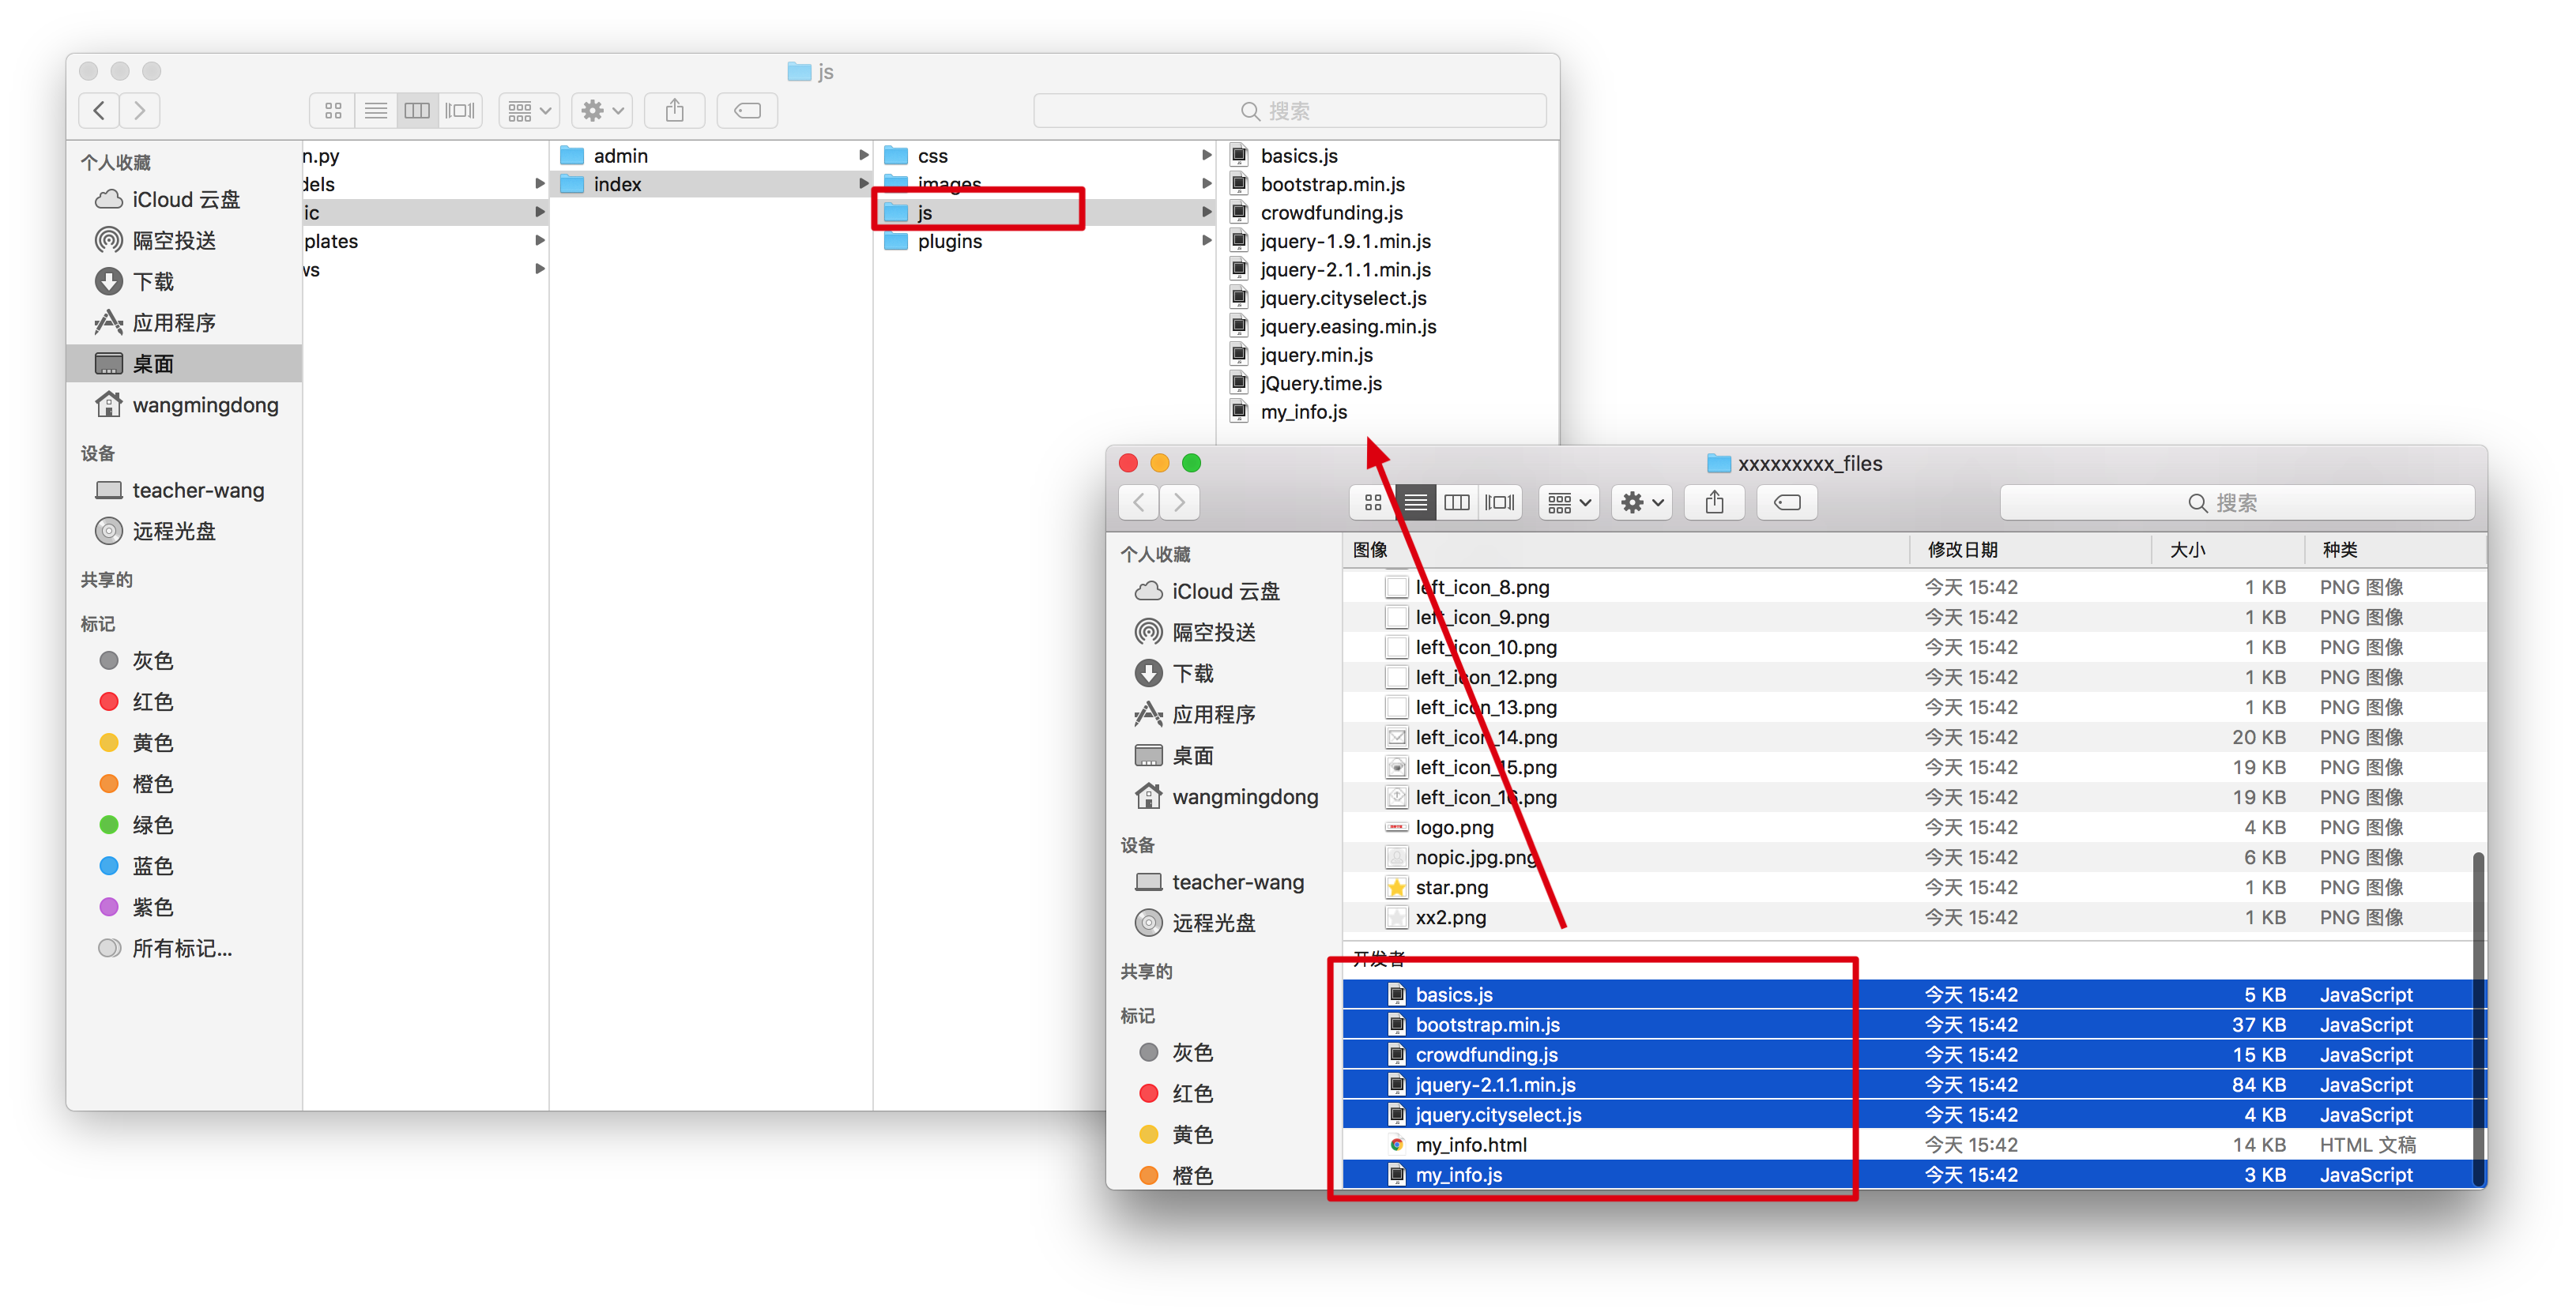 js
搜索
个人收藏
iCloud 云盘
隔空投送
下载
应用程序
桌面
wangmingdong
设备
teacher-wang
远程光盘
共享的
标记
灰色
红色
黄色
橙色
绿色
蓝色
紫色
所有标记...
n.py
dels
ic
plates
ws
admin
index
css
images
js
plugins
basics.js
bootstrap.min.js
crowdfunding.js
jquery-1.9.1.min.js
jquery-2.1.1.min.js
jquery.cityselect.js
jquery.easing.min.js
jquery.min.js
jQuery.time.js
my_info.js
xxxxxxxxx_files
搜索
个人收藏
iCloud 云盘
隔空投送
下载
应用程序
桌面
wangmingdong
设备
teacher-wang
远程光盘
共享的
标记
灰色
红色
黄色
橙色
图像 修改日期 大小 种类
left_icon_8.png 今天 15:42 1 KB PNG 图像
left_icon_9.png 今天 15:42 1 KB PNG 图像
left_icon_10.png 今天 15:42 1 KB PNG 图像
left_icon_12.png 今天 15:42 1 KB PNG 图像
left_icon_13.png 今天 15:42 1 KB PNG 图像
left_icon_14.png 今天 15:42 20 KB PNG 图像
left_icon_15.png 今天 15:42 19 KB PNG 图像
left_icon_16.png 今天 15:42 19 KB PNG 图像
logo.png 今天 15:42 4 KB PNG 图像
nopic.jpg.png 今天 15:42 6 KB PNG 图像
star.png 今天 15:42 1 KB PNG 图像
xx2.png 今天 15:42 1 KB PNG 图像
开发者
basics.js 今天 15:42 5 KB JavaScript
bootstrap.min.js 今天 15:42 37 KB JavaScript
crowdfunding.js 今天 15:42 15 KB JavaScript
jquery-2.1.1.min.js 今天 15:42 84 KB JavaScript
jquery.cityselect.js 今天 15:42 4 KB JavaScript
my_info.html 今天 15:42 14 KB HTML 文稿
my_info.js 今天 15:42 3 KB JavaScript